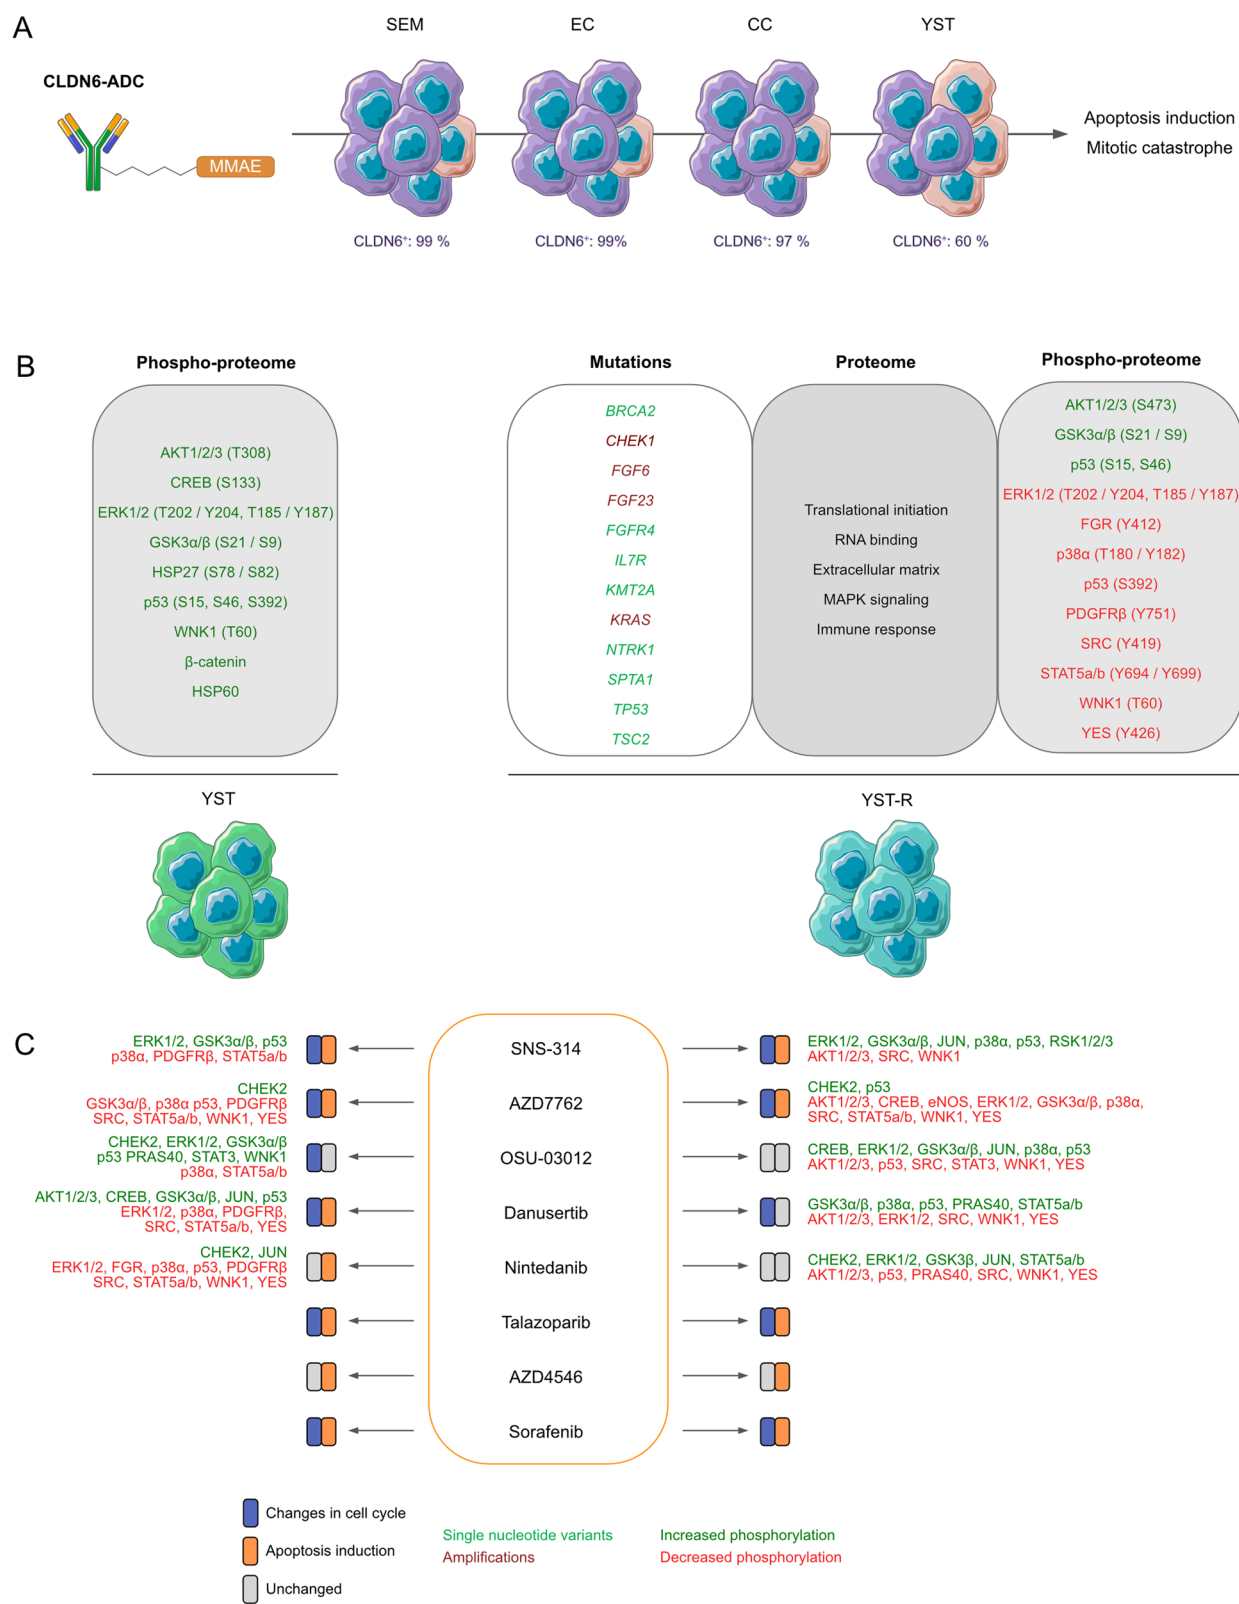 A
SEM
EC
CC
YST
CLDN6-ADC
MMAE
Apoptosis induction
Mitotic catastrophe
CLDN6⁺: 99 %
CLDN6⁺: 99%
CLDN6⁺: 97 %
CLDN6⁺: 60 %
B
Phospho-proteome
AKT1/2/3 (T308)
CREB (S133)
ERK1/2 (T202 / Y204, T185 / Y187)
GSK3α/β (S21 / S9)
HSP27 (S78 / S82)
p53 (S15, S46, S392)
WNK1 (T60)
β-catenin
HSP60
YST
Mutations
BRCA2
CHEK1
FGF6
FGF23
FGFR4
IL7R
KMT2A
KRAS
NTRK1
SPTA1
TP53
TSC2
Proteome
Translational initiation
RNA binding
Extracellular matrix
MAPK signaling
Immune response
Phospho-proteome
AKT1/2/3 (S473)
GSK3α/β (S21 / S9)
p53 (S15, S46)
ERK1/2 (T202 / Y204, T185 / Y187)
FGR (Y412)
p38α (T180 / Y182)
p53 (S392)
PDGFRβ (Y751)
SRC (Y419)
STAT5a/b (Y694 / Y699)
WNK1 (T60)
YES (Y426)
YST-R
C
ERK1/2, GSK3α/β, p53
p38α, PDGFRβ, STAT5a/b
SNS-314
ERK1/2, GSK3α/β, JUN, p38α, p53, RSK1/2/3
AKT1/2/3, SRC, WNK1
CHEK2
GSK3α/β, p38α p53, PDGFRβ
SRC, STAT5a/b, WNK1, YES
AZD7762
CHEK2, p53
AKT1/2/3, CREB, eNOS, ERK1/2, GSK3α/β, p38α,
SRC, STAT5a/b, WNK1, YES
CHEK2, ERK1/2, GSK3α/β
p53 PRAS40, STAT3, WNK1
p38α, STAT5a/b
OSU-03012
CREB, ERK1/2, GSK3α/β, JUN, p38α, p53
AKT1/2/3, p53, SRC, STAT3, WNK1, YES
AKT1/2/3, CREB, GSK3α/β, JUN, p53
ERK1/2, p38α, PDGFRβ,
SRC, STAT5a/b, YES
Danusertib
GSK3α/β, p38α, p53, PRAS40, STAT5a/b
AKT1/2/3, ERK1/2, SRC, WNK1, YES
CHEK2, JUN
ERK1/2, FGR, p38α, p53, PDGFRβ
SRC, STAT5a/b, WNK1, YES
Nintedanib
CHEK2, ERK1/2, GSK3β, JUN, STAT5a/b
AKT1/2/3, p53, PRAS40, SRC, WNK1, YES
Talazoparib
AZD4546
Sorafenib
Changes in cell cycle
Apoptosis induction
Unchanged
Single nucleotide variants
Amplifications
Increased phosphorylation
Decreased phosphorylation